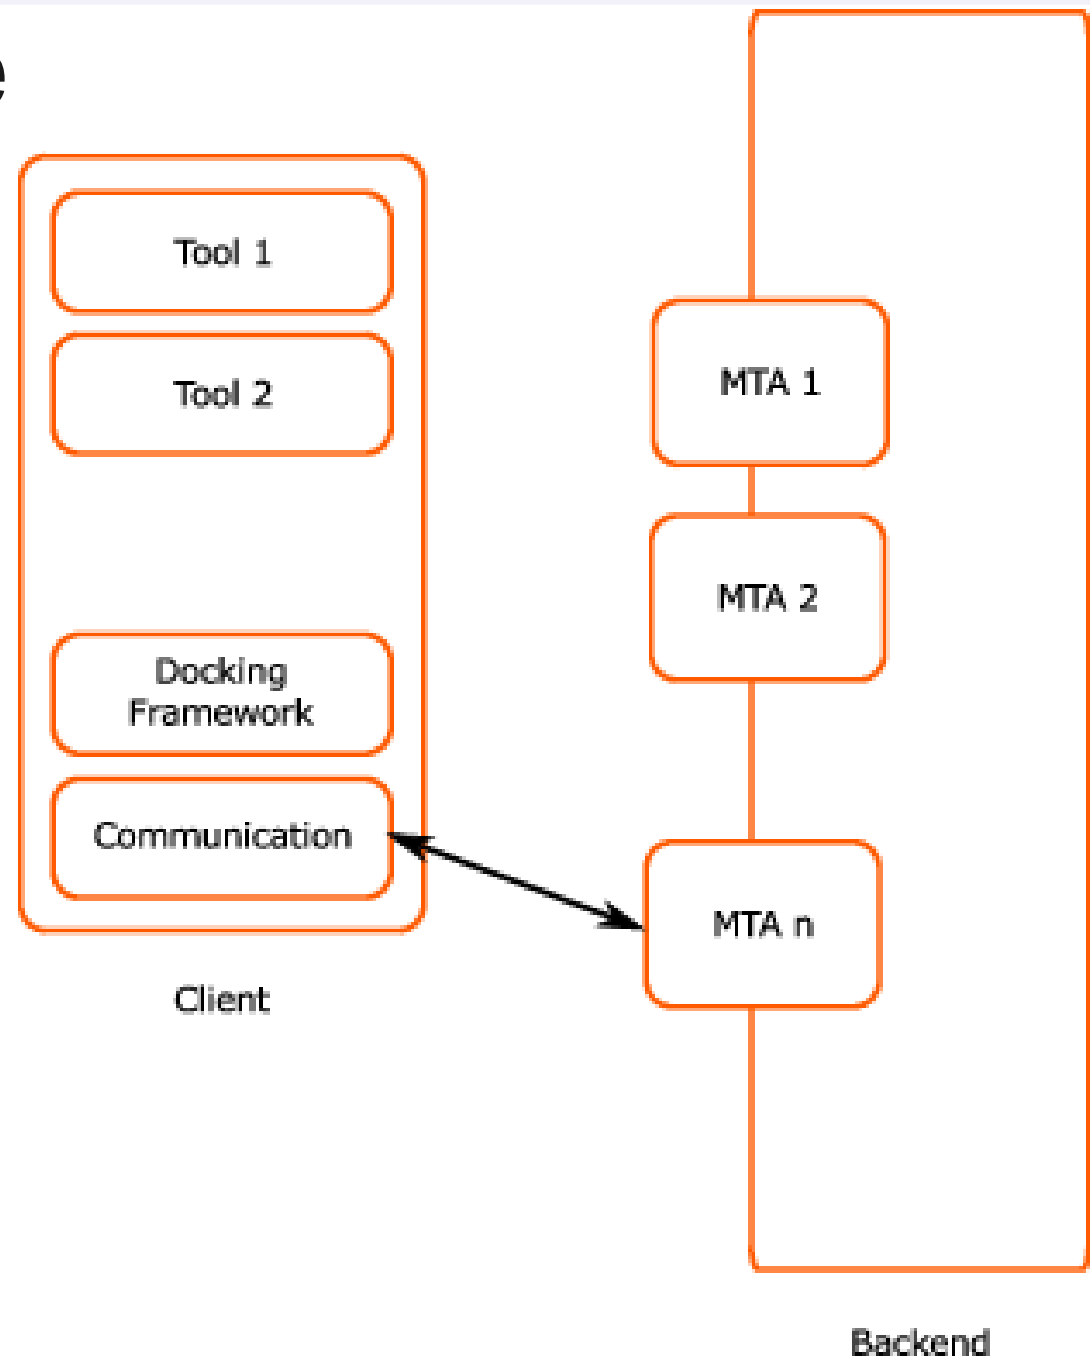 e
Tool 1
Tool 2
Docking
Framework
Communication
Client
MTA 1
MTA 2
MTA n
Backend